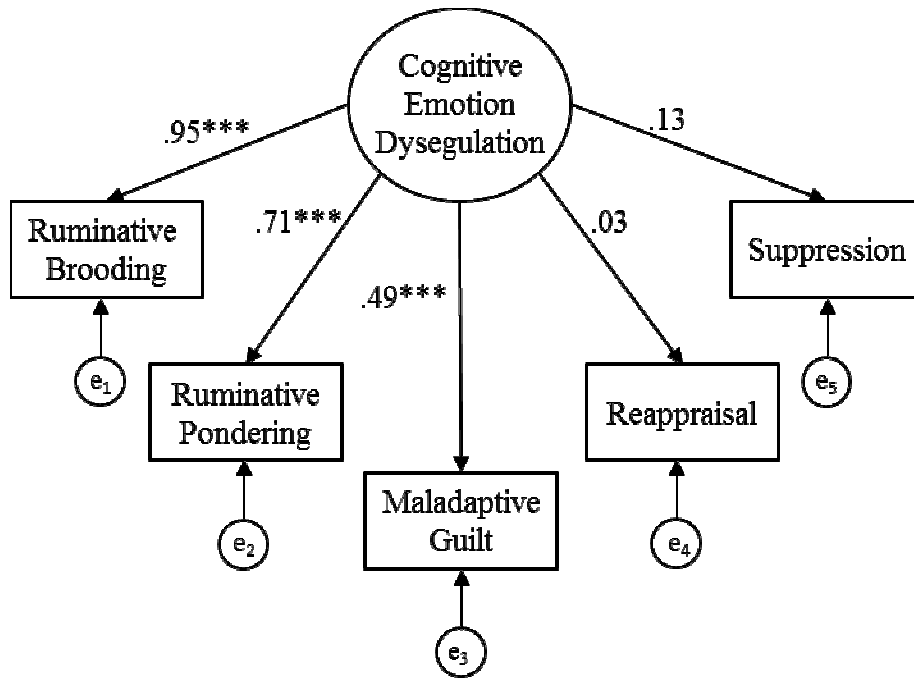 Cognitive
Emotion
Dysegulation
.95***
.13
.71***
.03
.49***
Ruminative
Brooding
Suppression
e1
e5
Ruminative
Pondering
Reappraisal
Maladaptive
Guilt
e2
e4
e3